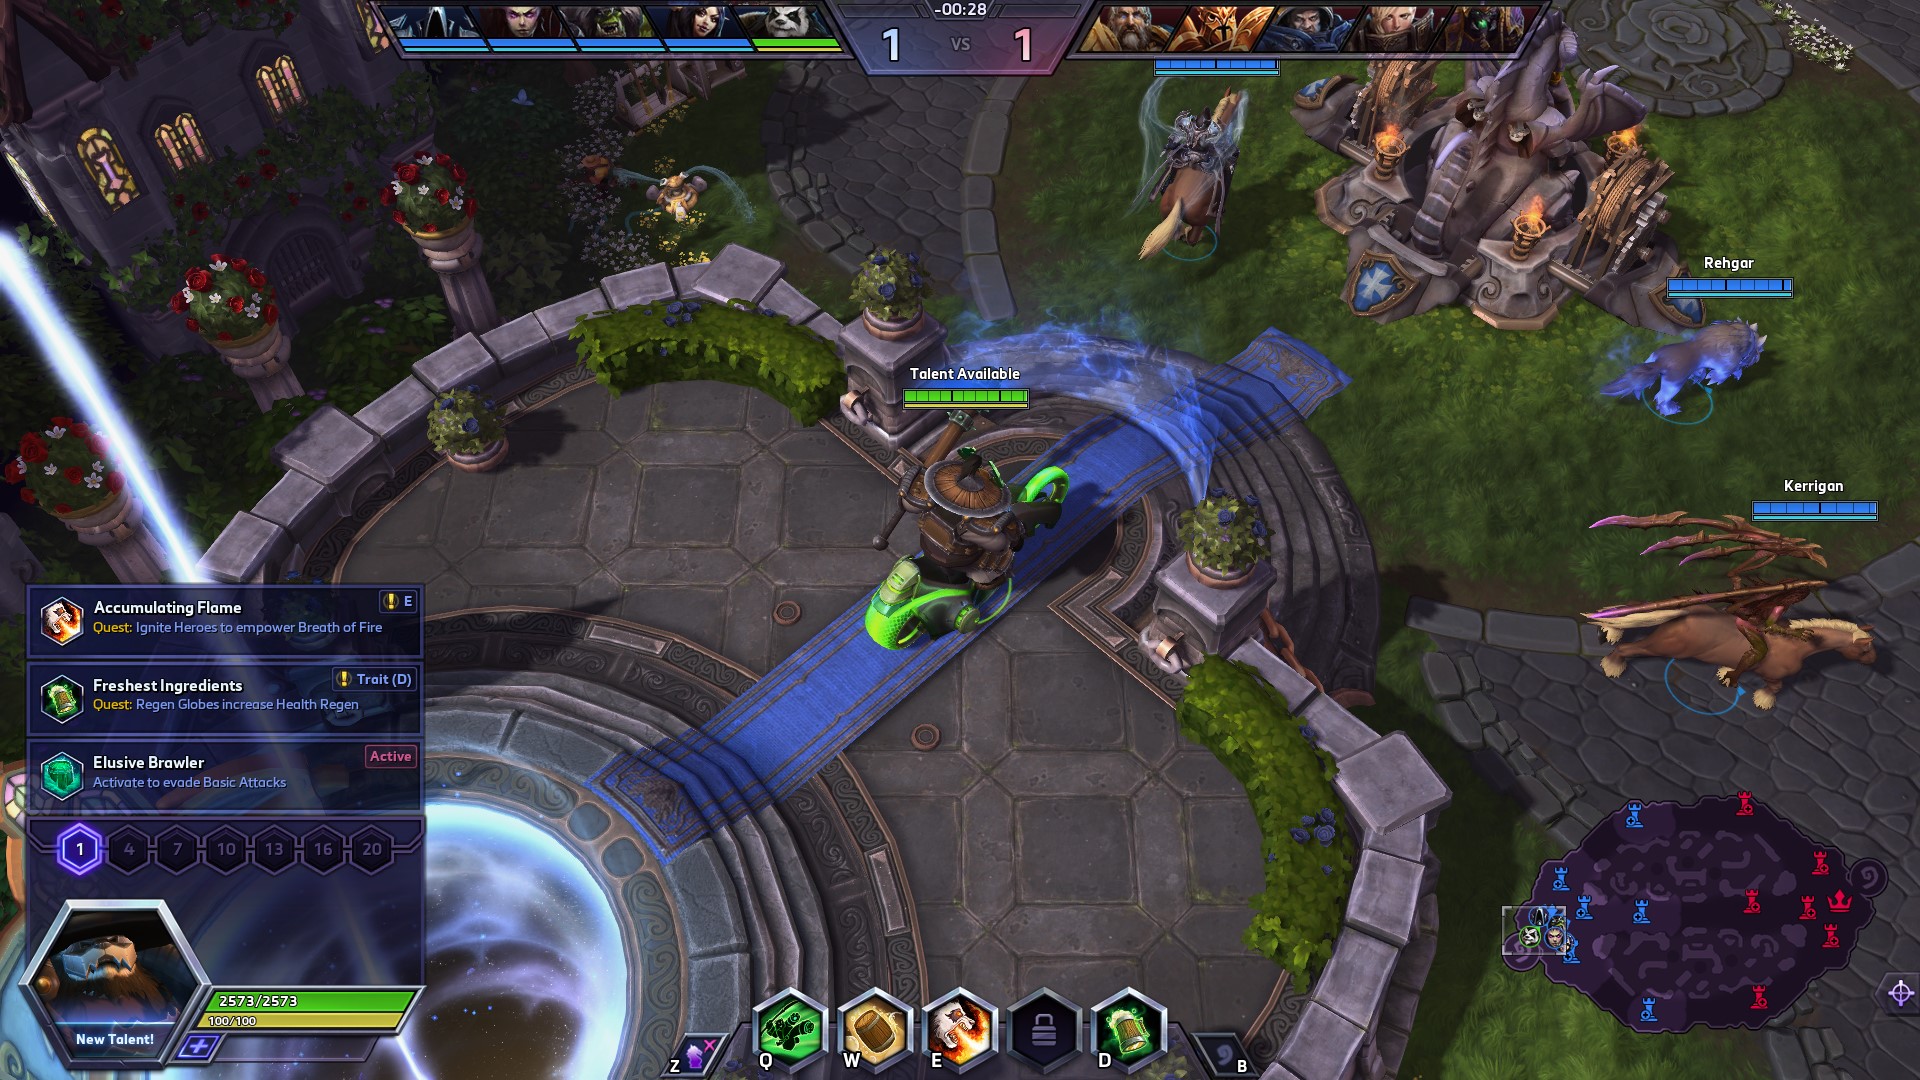 -00:28
1 VS 1
Rehgar
Talent Available
Kerrigan
Accumulating Flame
! E
Quest: Ignite Heroes to empower Breath of Fire
Freshest Ingredients
! Trait (D)
Quest: Regen Globes increase Health Regen
Elusive Brawler
Active
Activate to evade Basic Attacks
1 4 7 10 13 16 20
2573/2573
100/100
New Talent!
Z Q W E D B